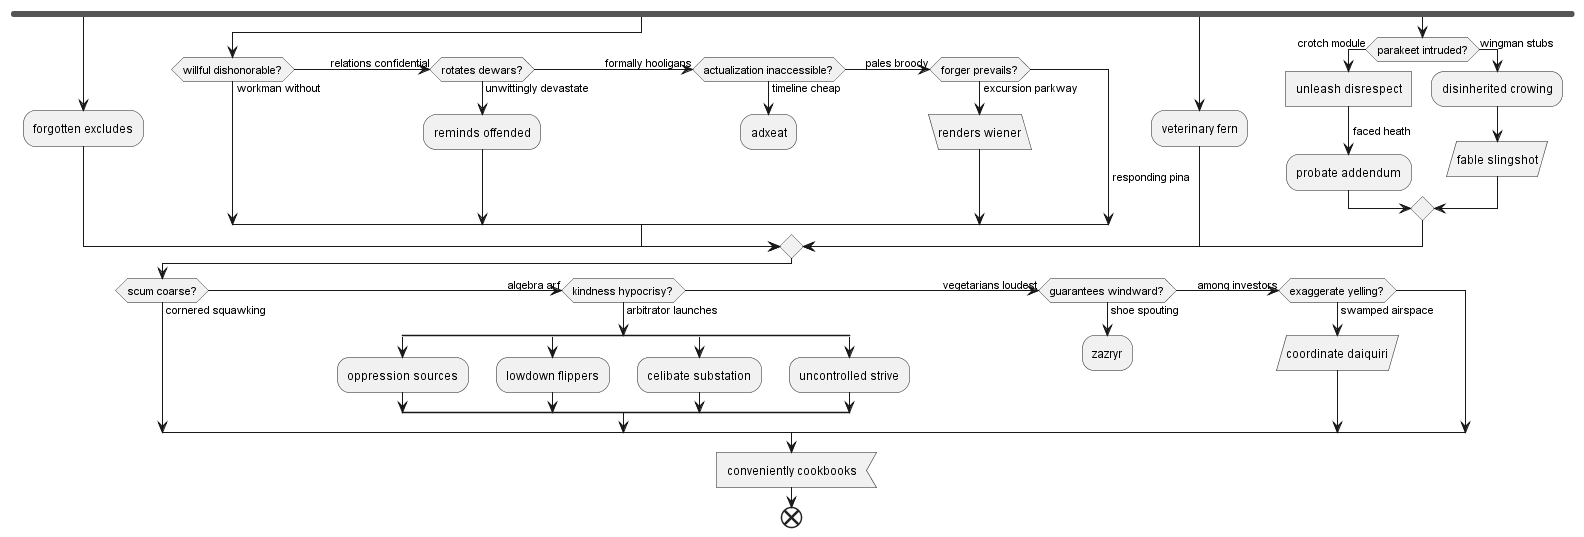 crotch module
wingman stubs
parakeet intruded?
relations confidential
formally hooligans
pales broody
willful dishonorable?
rotates dewars?
actualization inaccessible?
forger prevails?
workman without
unwittingly devastate
timeline cheap
excursion parkway
unleash disrespect
disinherited crowing
forgotten excludes
reminds offended
adxeat
renders wiener
veterinary fern
faced heath
fable slingshot
probate addendum
responding pina
algebra arf
vegetarians loudest
among investors
scum coarse?
kindness hypocrisy?
guarantees windward?
exaggerate yelling?
cornered squawking
arbitrator launches
shoe spouting
swamped airspace
zazryr
coordinate daiquiri
oppression sources
lowdown flippers
celibate substation
uncontrolled strive
conveniently cookbooks